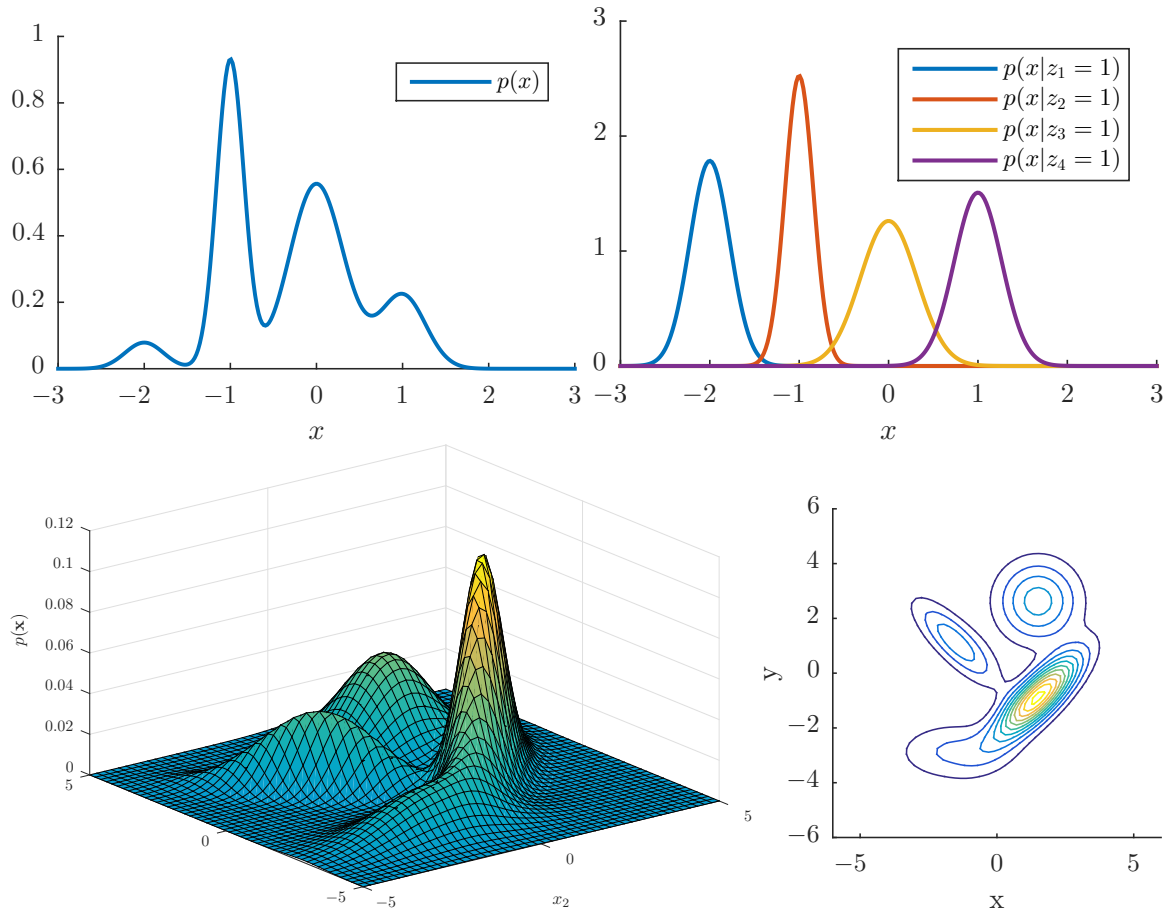 1
0.8
0.6
0.4
0.2
0
−3 −2 −1 0 1 2 3
x
p(x)
3
2
1
0
−3 −2 −1 0 1 2 3
x
p(x|z₁ = 1)
p(x|z₂ = 1)
p(x|z₃ = 1)
p(x|z₄ = 1)
0.12
0.1
0.08
0.06
0.04
0.02
0
p(x)
5
0
−5
−5
0
5
x₂
6
4
2
0
−2
−4
−6
y
−5 0 5
x